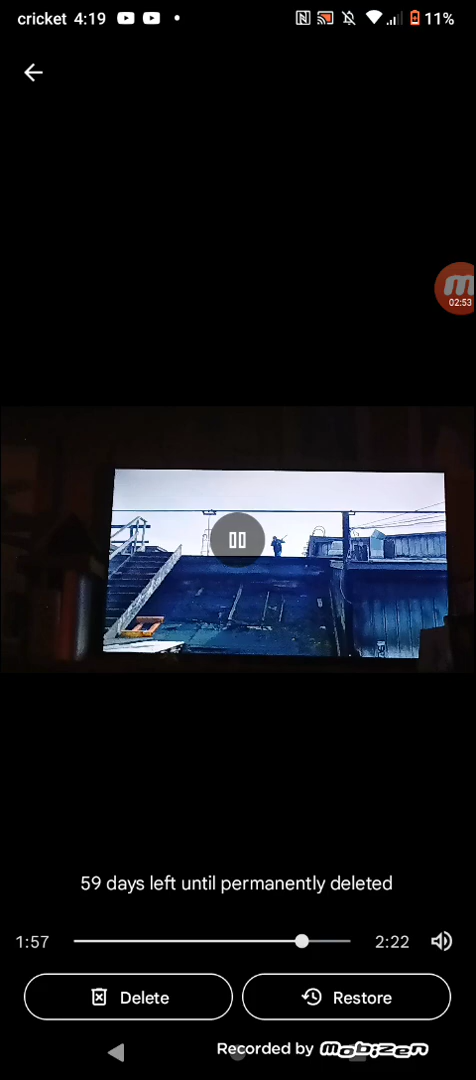 cricket 4:19
11%
02:53
59 days left until permanently deleted
1:57
2:22
Delete
Restore
Recorded by mobizen